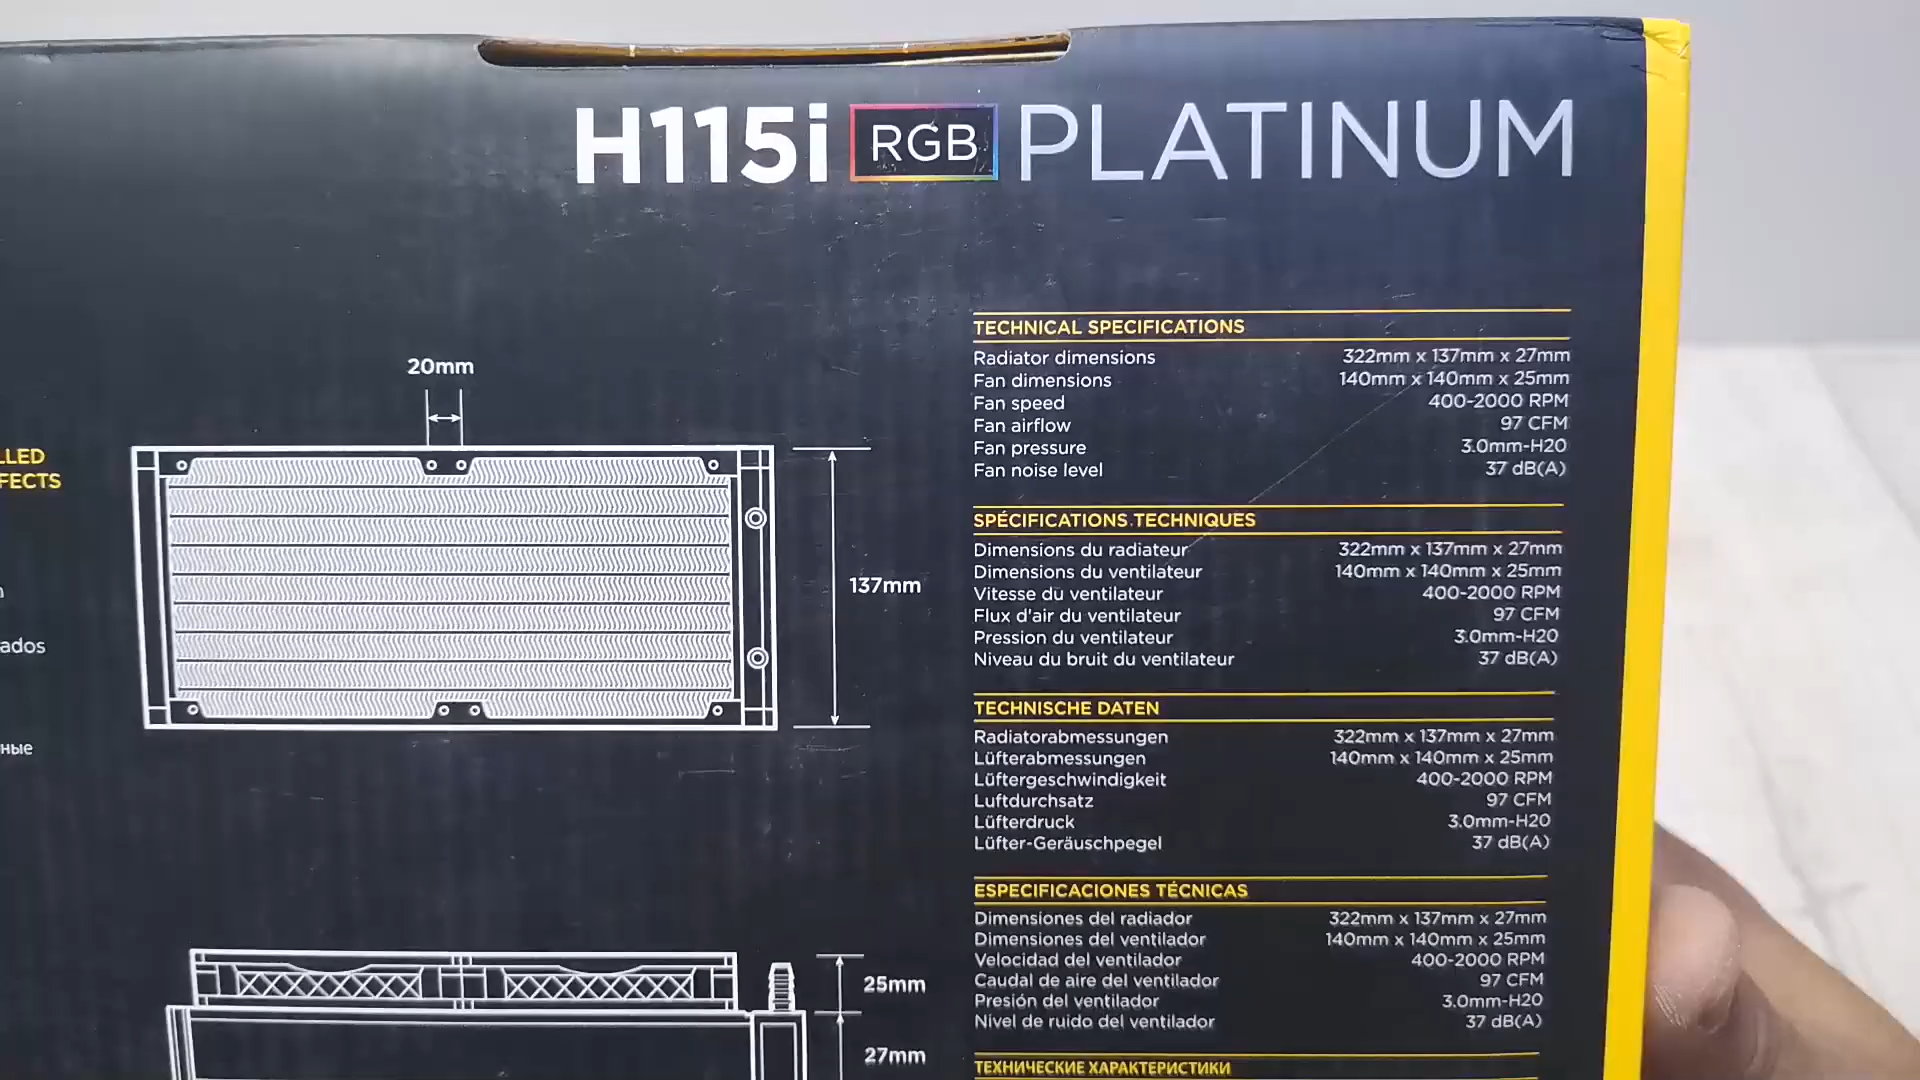 H115i RGB PLATINUM
20mm
LLED
FECTS
ados
ные
137mm
25mm
27mm
TECHNICAL SPECIFICATIONS
Radiator dimensions 322mm x 137mm x 27mm
Fan dimensions 140mm x 140mm x 25mm
Fan speed 400-2000 RPM
Fan airflow 97 CFM
Fan pressure 3.0mm-H20
Fan noise level 37 dB(A)
SPÉCIFICATIONS TECHNIQUES
Dimensions du radiateur 322mm x 137mm x 27mm
Dimensions du ventilateur 140mm x 140mm x 25mm
Vitesse du ventilateur 400-2000 RPM
Flux d'air du ventilateur 97 CFM
Pression du ventilateur 3.0mm-H20
Niveau du bruit du ventilateur 37 dB(A)
TECHNISCHE DATEN
Radiatorabmessungen 322mm x 137mm x 27mm
Lüfterabmessungen 140mm x 140mm x 25mm
Lüftergeschwindigkeit 400-2000 RPM
Luftdurchsatz 97 CFM
Lüfterdruck 3.0mm-H20
Lüfter-Geräuschpegel 37 dB(A)
ESPECIFICACIONES TÉCNICAS
Dimensiones del radiador 322mm x 137mm x 27mm
Dimensiones del ventilador 140mm x 140mm x 25mm
Velocidad del ventilador 400-2000 RPM
Caudal de aire del ventilador 97 CFM
Presión del ventilador 3.0mm-H20
Nivel de ruido del ventilador 37 dB(A)
ТЕХНИЧЕСКИЕ ХАРАКТЕРИСТИКИ